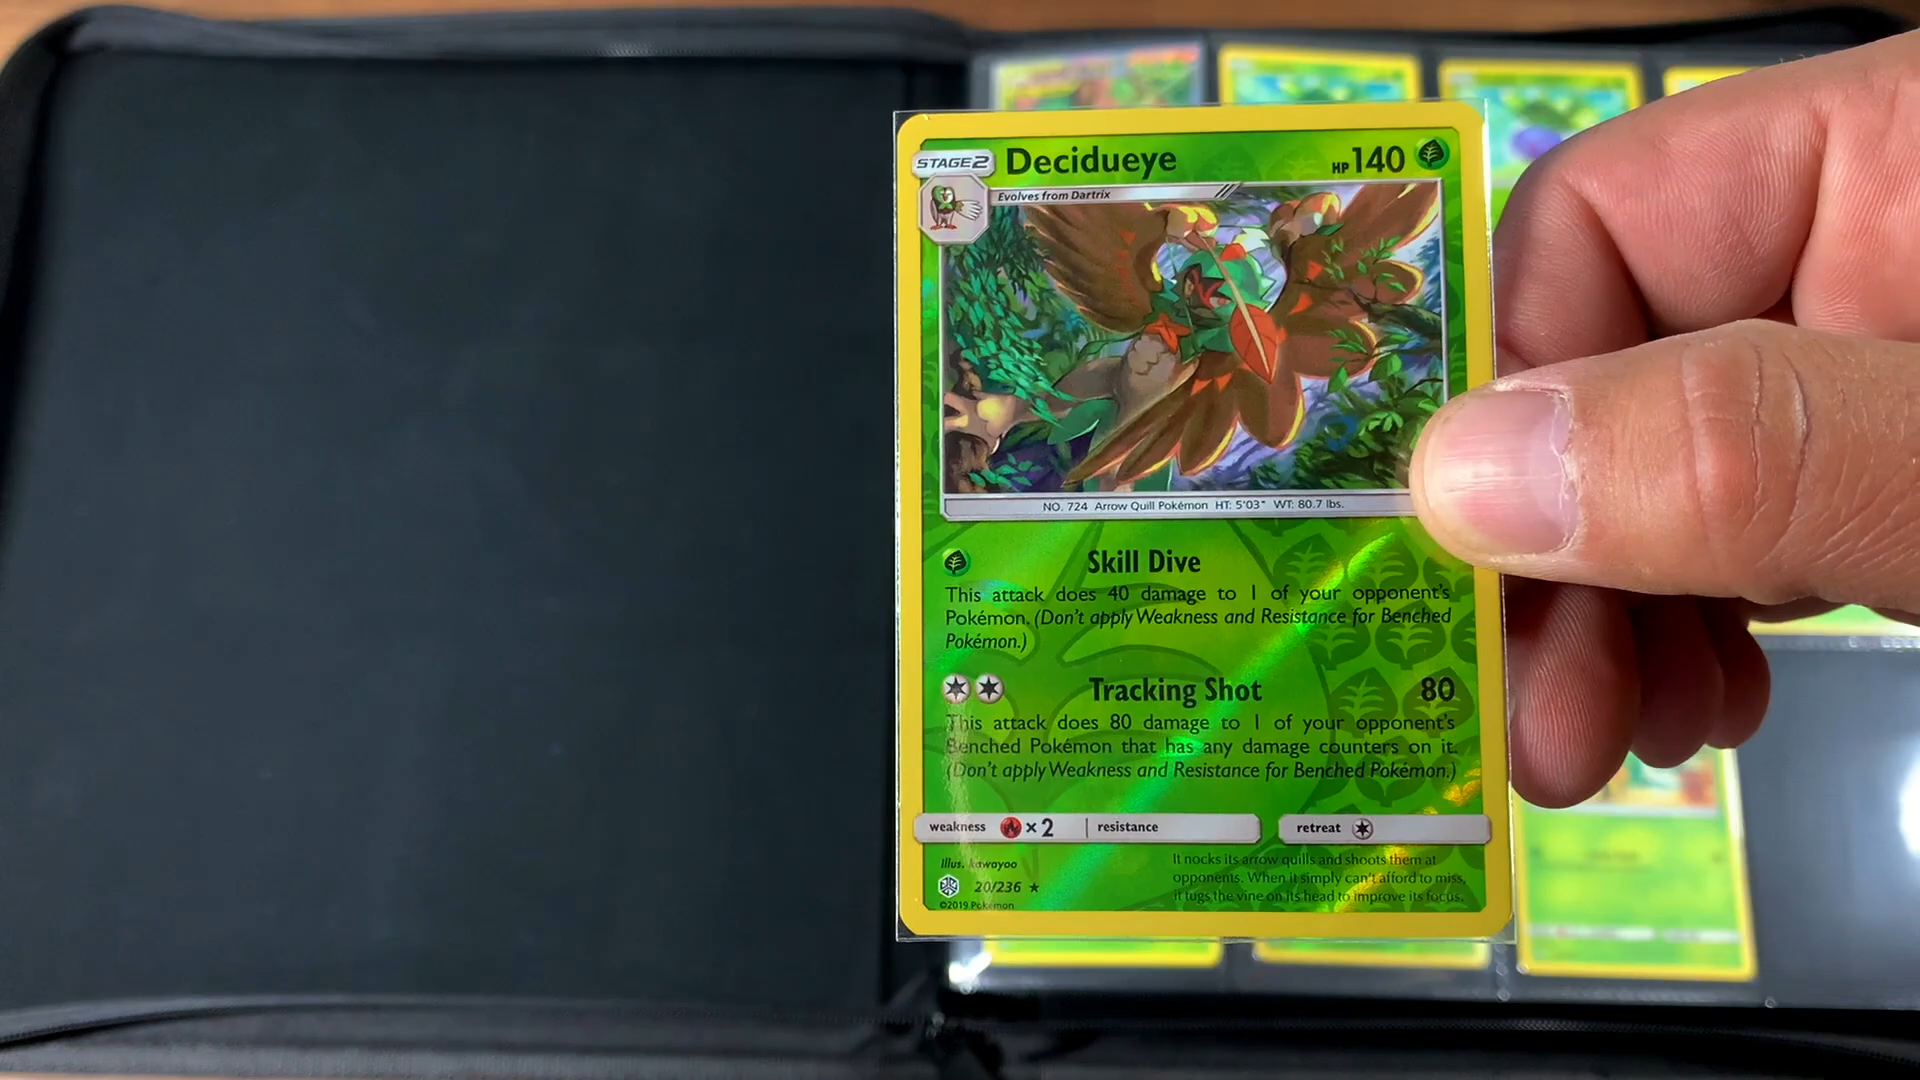 STAGE2 Decidueye HP 140
Evolves from Dartrix
NO. 724 Arrow Quill Pokémon HT: 5'03" WT: 80.7 lbs.
Skill Dive
This attack does 40 damage to 1 of your opponent's
Pokémon. (Don't apply Weakness and Resistance for Benched
Pokémon.)
Tracking Shot 80
This attack does 80 damage to 1 of your opponent's
Benched Pokémon that has any damage counters on it.
(Don't apply Weakness and Resistance for Benched Pokémon.)
weakness ×2 resistance retreat
Illus. kawayoo
20/236
©2019 Pokémon
It nocks its arrow quills and shoots them at
opponents. When it simply can't afford to miss,
it tugs the vine on its head to improve its focus.